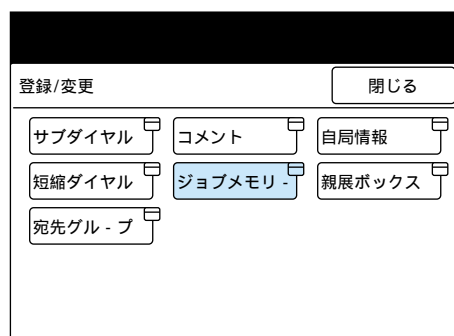 登録/変更 閉じる
サブダイヤル コメント 自局情報
短縮ダイヤル ジョブメモリ - 親展ボックス
宛先グル - プ